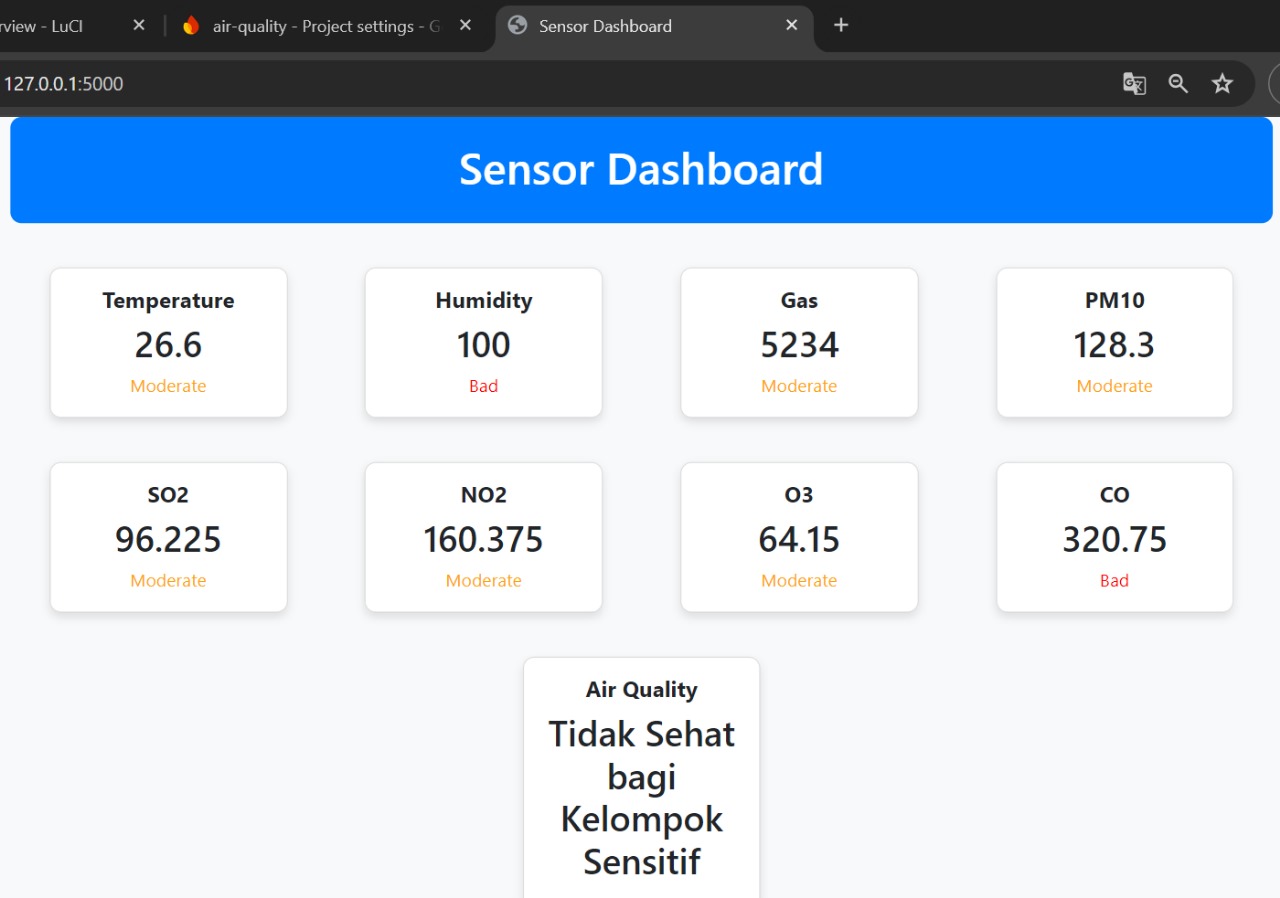 rview - LuCI
air-quality - Project settings - G
Sensor Dashboard
127.0.0.1:5000
Sensor Dashboard
Temperature
26.6
Moderate
Humidity
100
Bad
Gas
5234
Moderate
PM10
128.3
Moderate
SO2
96.225
Moderate
NO2
160.375
Moderate
O3
64.15
Moderate
CO
320.75
Bad
Air Quality
Tidak Sehat
bagi
Kelompok
Sensitif